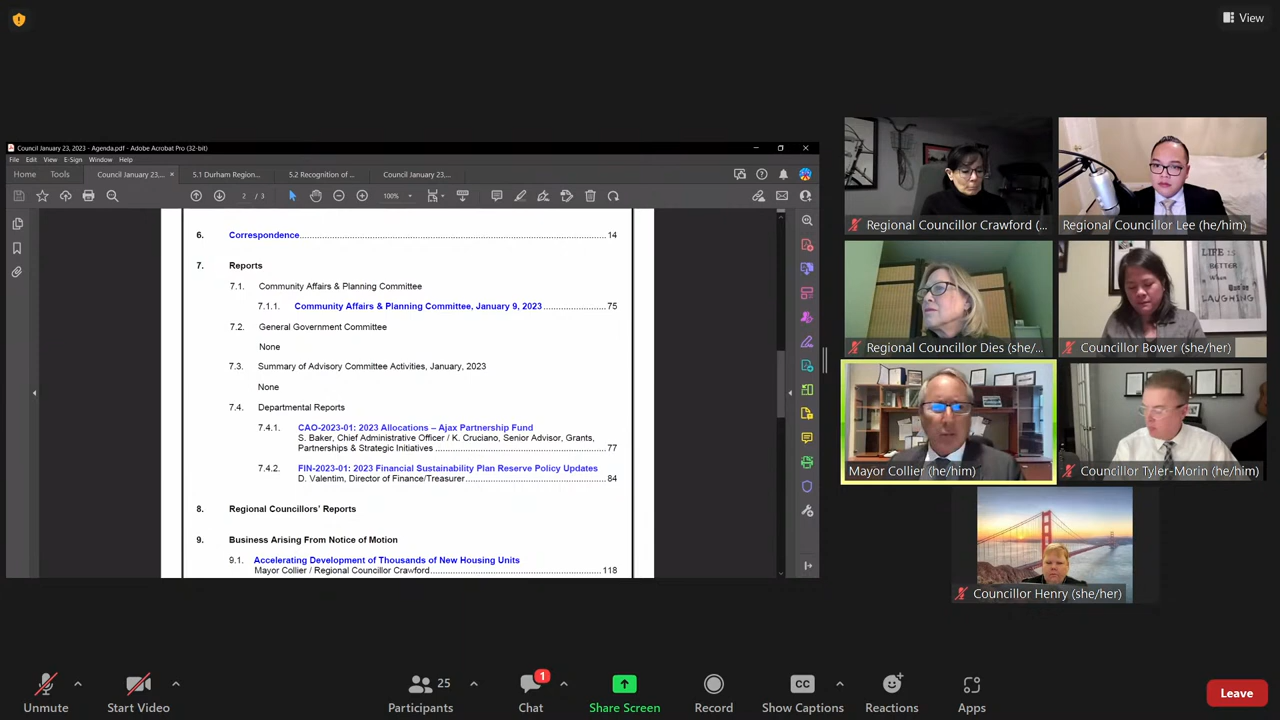 View
Council January 23, 2023 - Agenda.pdf - Adobe Acrobat Pro (32-bit)
File Edit View E-Sign Window Help
Home Tools Council January 23,... × 5.1 Durham Region... 5.2 Recognition of ... Council January 23,...
2 / 3 100%
6. Correspondence 14
7. Reports
7.1. Community Affairs & Planning Committee
7.1.1. Community Affairs & Planning Committee, January 9, 2023 75
7.2. General Government Committee
None
7.3. Summary of Advisory Committee Activities, January, 2023
None
7.4. Departmental Reports
7.4.1. CAO-2023-01: 2023 Allocations – Ajax Partnership Fund
S. Baker, Chief Administrative Officer / K. Cruciano, Senior Advisor, Grants,
Partnerships & Strategic Initiatives 77
7.4.2. FIN-2023-01: 2023 Financial Sustainability Plan Reserve Policy Updates
D. Valentim, Director of Finance/Treasurer 84
8. Regional Councillors' Reports
9. Business Arising From Notice of Motion
9.1. Accelerating Development of Thousands of New Housing Units
Mayor Collier / Regional Councillor Crawford 118
Regional Councillor Crawford (...
Regional Councillor Lee (he/him)
LIFE IS
BETTER
When
LAUGHING
Regional Councillor Dies (she/...
Councillor Bower (she/her)
Mayor Collier (he/him)
Councillor Tyler-Morin (he/him)
Councillor Henry (she/her)
Unmute
Start Video
25
Participants
1
Chat
Share Screen
Record
CC
Show Captions
Reactions
Apps
Leave